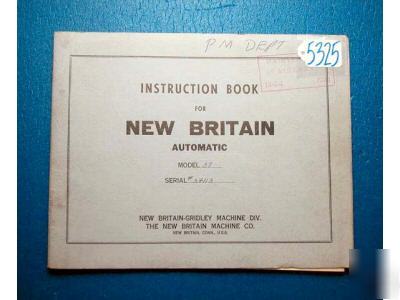 P.M. DEPT
5325
INSTRUCTION BOOK
FOR
NEW BRITAIN
AUTOMATIC
MODEL
SERIAL#
NEW BRITAIN-GRIDLEY MACHINE DIV.
THE NEW BRITAIN MACHINE CO.
NEW BRITAIN, CONN., U.S.A.